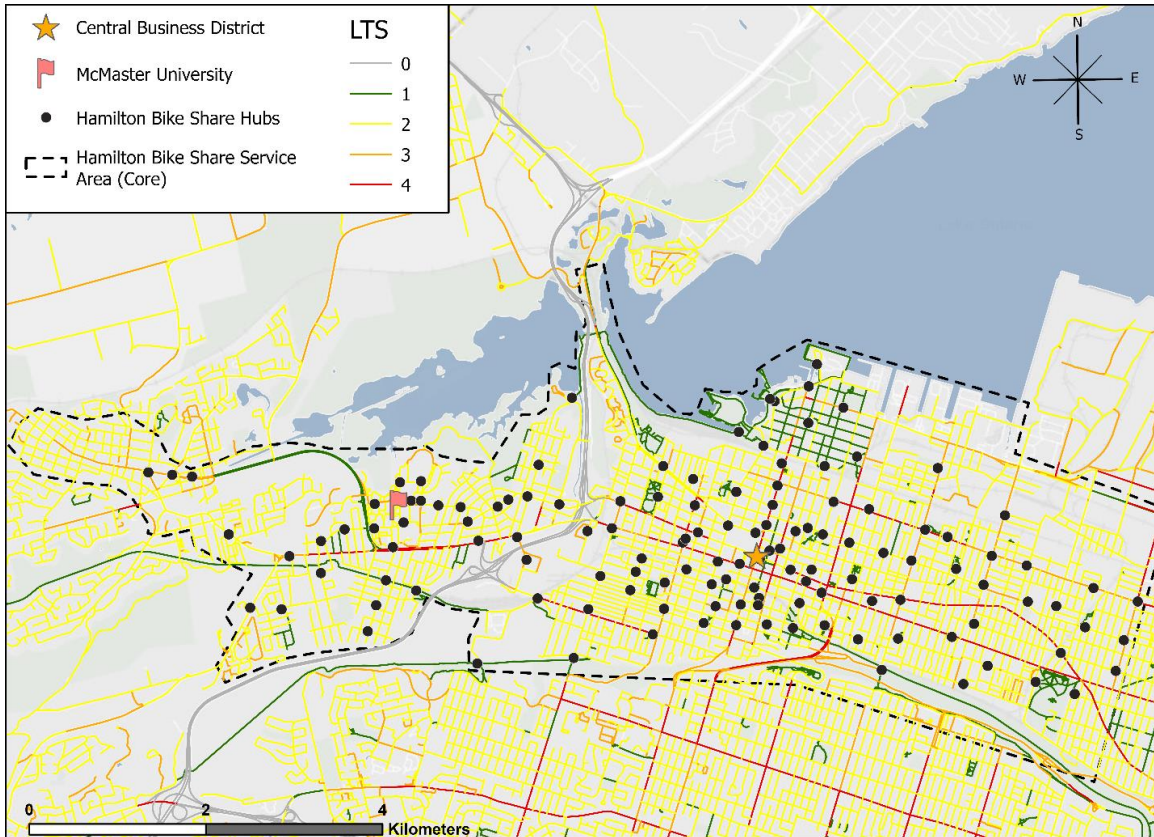 Central Business District
McMaster University
Hamilton Bike Share Hubs
Hamilton Bike Share Service
Area (Core)
LTS
0
1
2
3
4
N
W E
S
0 2 4
Kilometers